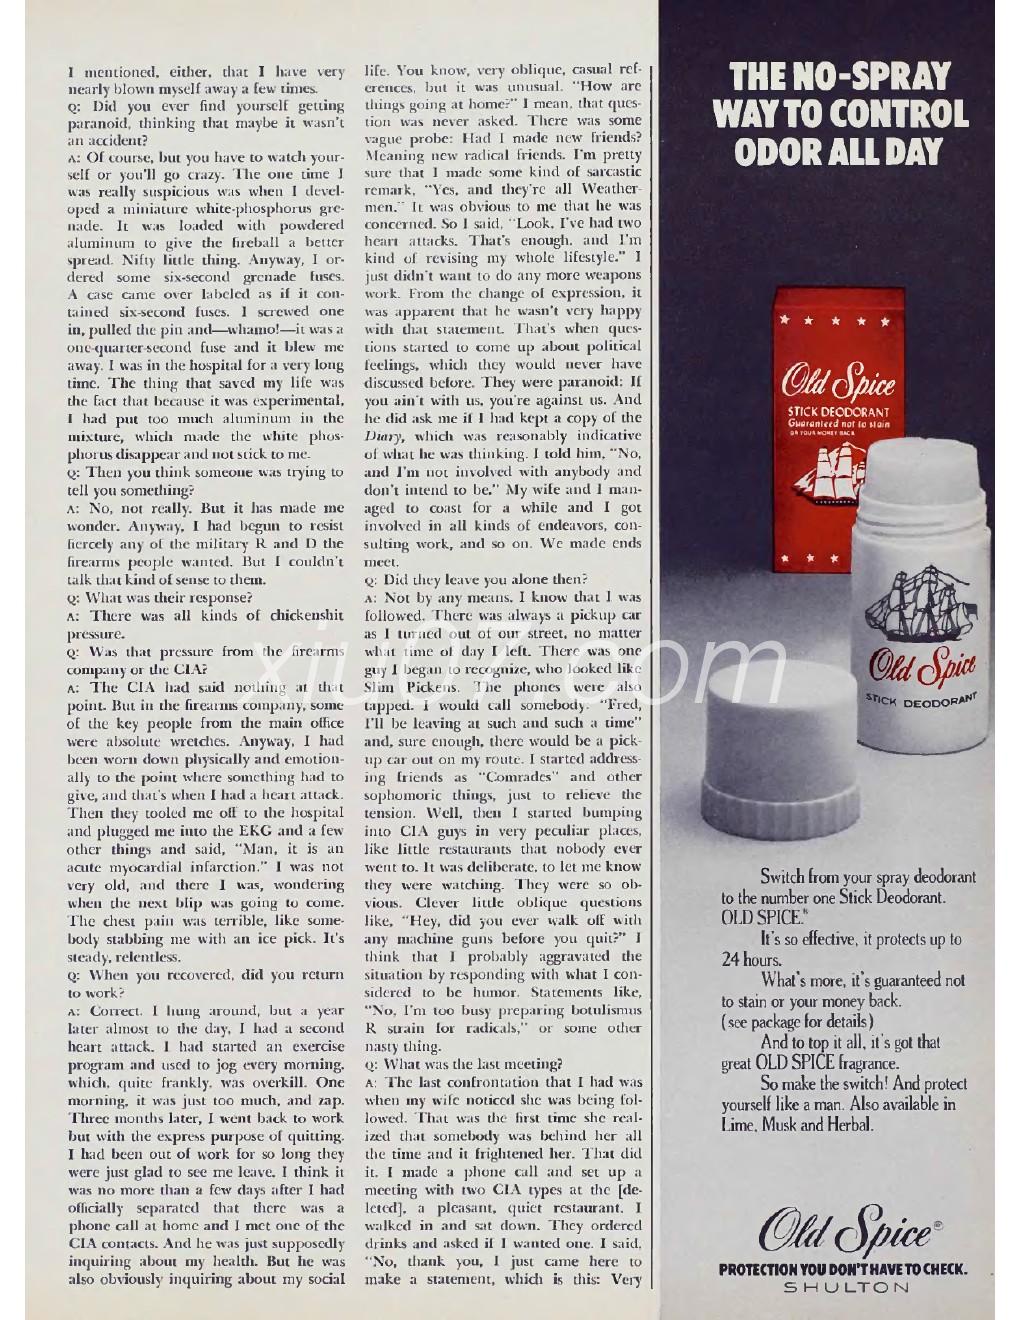 I mentioned, either, that I have very
nearly blown myself away a few times.
Q: Did you ever find yourself getting
paranoid, thinking that maybe it wasn't
an accident?
A: Of course, but you have to watch your-
self or you'll go crazy. The one time I
was really suspicious was when I devel-
oped a miniature white-phosphorus gre-
nade. It was loaded with powdered
aluminum to give the fireball a better
spread. Nifty little thing. Anyway, I or-
dered some six-second grenade fuses.
A case came over labeled as if it con-
tained six-second fuses. I screwed one
in, pulled the pin and—whamo!—it was a
one-quarter-second fuse and it blew me
away. I was in the hospital for a very long
time. The thing that saved my life was
the fact that because it was experimental,
I had put too much aluminum in the
mixture, which made the white phos-
phorus disappear and not stick to me.
Q: Then you think someone was trying to
tell you something?
A: No, not really. But it has made me
wonder. Anyway, I had begun to resist
fiercely any of the military R and D the
firearms people wanted. But I couldn't
talk that kind of sense to them.
Q: What was their response?
A: There was all kinds of chickenshit
pressure.
Q: Was that pressure from the firearms
company or the CIA?
A: The CIA had said nothing at that
point. But in the firearms company, some
of the key people from the main office
were absolute wretches. Anyway, I had
been worn down physically and emotion-
ally to the point where something had to
give, and that's when I had a heart attack.
Then they tooled me off to the hospital
and plugged me into the EKG and a few
other things and said, "Man, it is an
acute myocardial infarction." I was not
very old, and there I was, wondering
when the next blip was going to come.
The chest pain was terrible, like some-
body stabbing me with an ice pick. It's
steady, relentless.
Q: When you recovered, did you return
to work?
A: Correct. I hung around, but a year
later almost to the day, I had a second
heart attack. I had started an exercise
program and used to jog every morning,
which, quite frankly, was overkill. One
morning, it was just too much, and zap.
Three months later, I went back to work
but with the express purpose of quitting.
I had been out of work for so long they
were just glad to see me leave. I think it
was no more than a few days after I had
officially separated that there was a
phone call at home and I met one of the
CIA contacts. And he was just supposedly
inquiring about my health. But he was
also obviously inquiring about my social
life. You know, very oblique, casual ref-
erences, but it was unusual. "How are
things going at home?" I mean, that ques-
tion was never asked. There was some
vague probe: Had I made new friends?
Meaning new radical friends. I'm pretty
sure that I made some kind of sarcastic
remark, "Yes, and they're all Weather-
men." It was obvious to me that he was
concerned. So I said, "Look, I've had two
heart attacks. That's enough, and I'm
kind of revising my whole lifestyle." I
just didn't want to do any more weapons
work. From the change of expression, it
was apparent that he wasn't very happy
with that statement. That's when ques-
tions started to come up about political
feelings, which they would never have
discussed before. They were paranoid: If
you ain't with us, you're against us. And
he did ask me if I had kept a copy of the
Diary, which was reasonably indicative
of what he was thinking. I told him, "No,
and I'm not involved with anybody and
don't intend to be." My wife and I man-
aged to coast for a while and I got
involved in all kinds of endeavors, con-
sulting work, and so on. We made ends
meet.
Q: Did they leave you alone then?
A: Not by any means. I know that I was
followed. There was always a pickup car
as I turned out of our street, no matter
what time of day I left. There was one
guy I began to recognize, who looked like
Slim Pickens. The phones were also
tapped. I would call somebody: "Fred,
I'll be leaving at such and such a time"
and, sure enough, there would be a pick-
up car out on my route. I started address-
ing friends as "Comrades" and other
sophomoric things, just to relieve the
tension. Well, then I started bumping
into CIA guys in very peculiar places,
like little restaurants that nobody ever
went to. It was deliberate, to let me know
they were watching. They were so ob-
vious. Clever little oblique questions
like, "Hey, did you ever walk off with
any machine guns before you quit?" I
think that I probably aggravated the
situation by responding with what I con-
sidered to be humor. Statements like,
"No, I'm too busy preparing botulismus
R strain for radicals," or some other
nasty thing.
Q: What was the last meeting?
A: The last confrontation that I had was
when my wife noticed she was being fol-
lowed. That was the first time she real-
ized that somebody was behind her all
the time and it frightened her. That did
it. I made a phone call and set up a
meeting with two CIA types at the [de-
leted], a pleasant, quiet restaurant. I
walked in and sat down. They ordered
drinks and asked if I wanted one. I said,
"No, thank you, I just came here to
make a statement, which is this: Very
THE NO-SPRAY
WAY TO CONTROL
ODOR ALL DAY
Old Spice
STICK DEODORANT
Guaranteed not to stain
OR YOUR MONEY BACK
Old Spice
STICK DEODORANT
Switch from your spray deodorant
to the number one Stick Deodorant.
OLD SPICE.®
It's so effective, it protects up to
24 hours.
What's more, it's guaranteed not
to stain or your money back.
(see package for details)
And to top it all, it's got that
great OLD SPICE fragrance.
So make the switch! And protect
yourself like a man. Also available in
Lime, Musk and Herbal.
Old Spice®
PROTECTION YOU DON'T HAVE TO CHECK.
SHULTON
xiu07.com